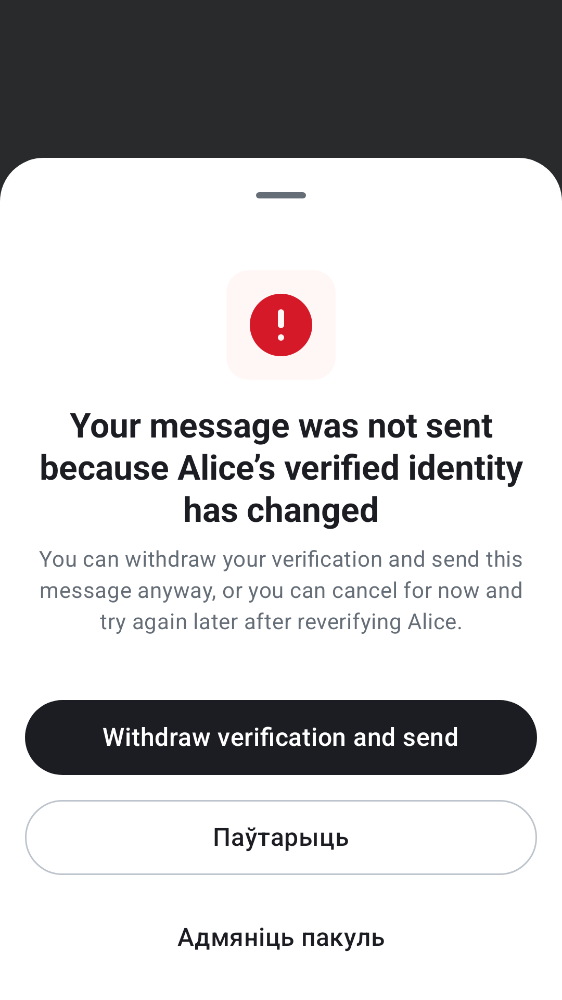 Your message was not sent
because Alice’s verified identity
has changed
You can withdraw your verification and send this
message anyway, or you can cancel for now and
try again later after reverifying Alice.
Withdraw verification and send
Паўтарыць
Адмяніць пакуль